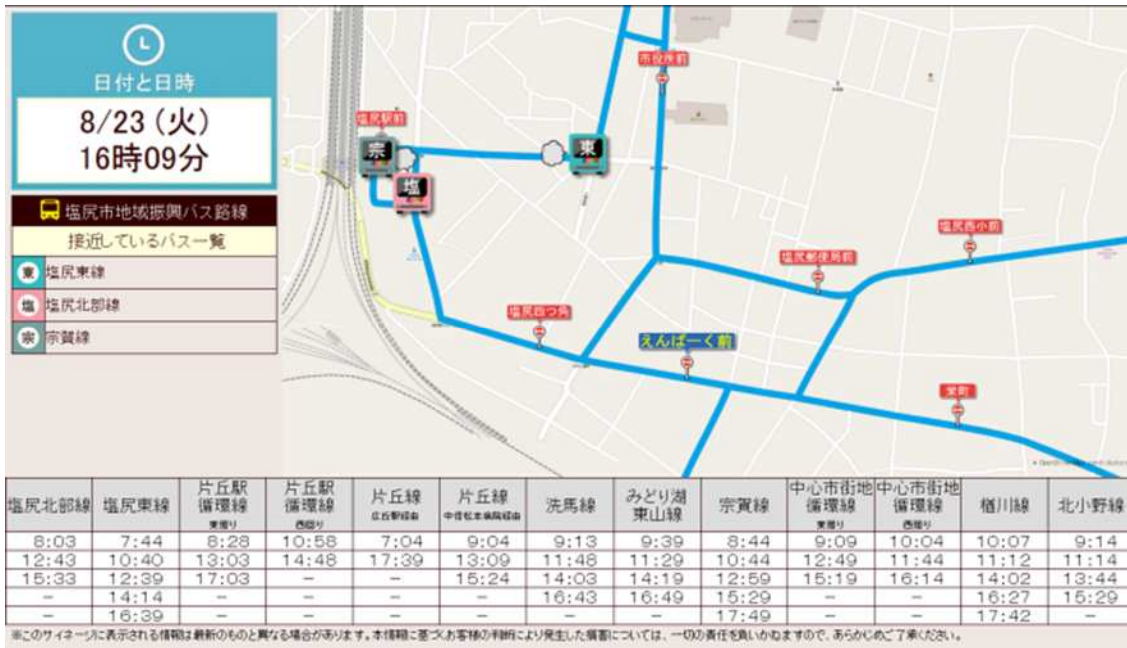 日付と日時
8/23（火）
16時09分
塩尻市地域振興バス路線
接近しているバス一覧
東 塩尻東線
塩 塩尻北部線
宗 宗賀線
市役所前
塩尻駅前
宗
東
塩
塩尻西小前
塩尻郵便局前
塩尻四つ角
えんぱーく前
栄町
塩尻北部線 塩尻東線 片丘駅循環線 東廻り 片丘駅循環線 西廻り 片丘線 広丘駅経由 片丘線 中信松本病院経由 洗馬線 みどり湖東山線 宗賀線 中心市街地循環線 東廻り 中心市街地循環線 西廻り 楢川線 北小野線
8:03 7:44 8:28 10:58 7:04 9:04 9:13 9:39 8:44 9:09 10:04 10:07 9:14
12:43 10:40 13:03 14:48 17:39 13:09 11:48 11:29 10:44 12:49 11:44 11:12 11:14
15:33 12:39 17:03 － － 15:24 14:03 14:19 12:59 15:19 16:14 14:02 13:44
－ 14:14 － － － － 16:43 16:49 15:29 － － 16:27 15:29
－ 16:39 － － － － － － 17:49 － － 17:42 －
※このサイネージに表示される情報は最新のものと異なる場合があります。本情報に基づくお客様の判断により発生した損害については、一切の責任を負いかねますので、あらかじめご了承ください。